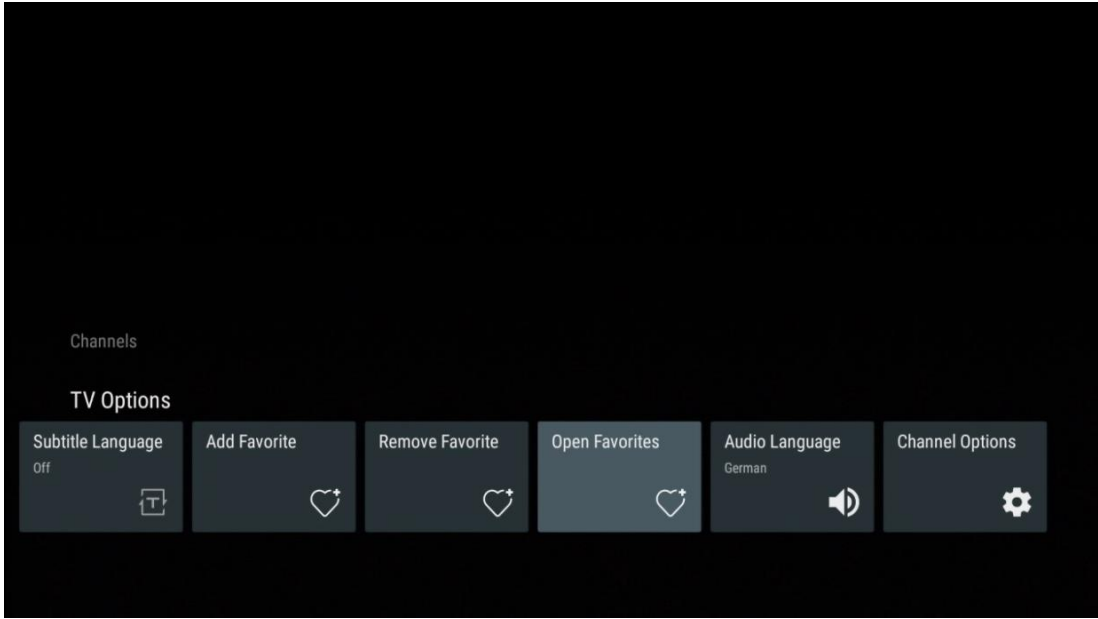 Channels
TV Options
Subtitle Language
Off
Add Favorite
Remove Favorite
Open Favorites
Audio Language
German
Channel Options